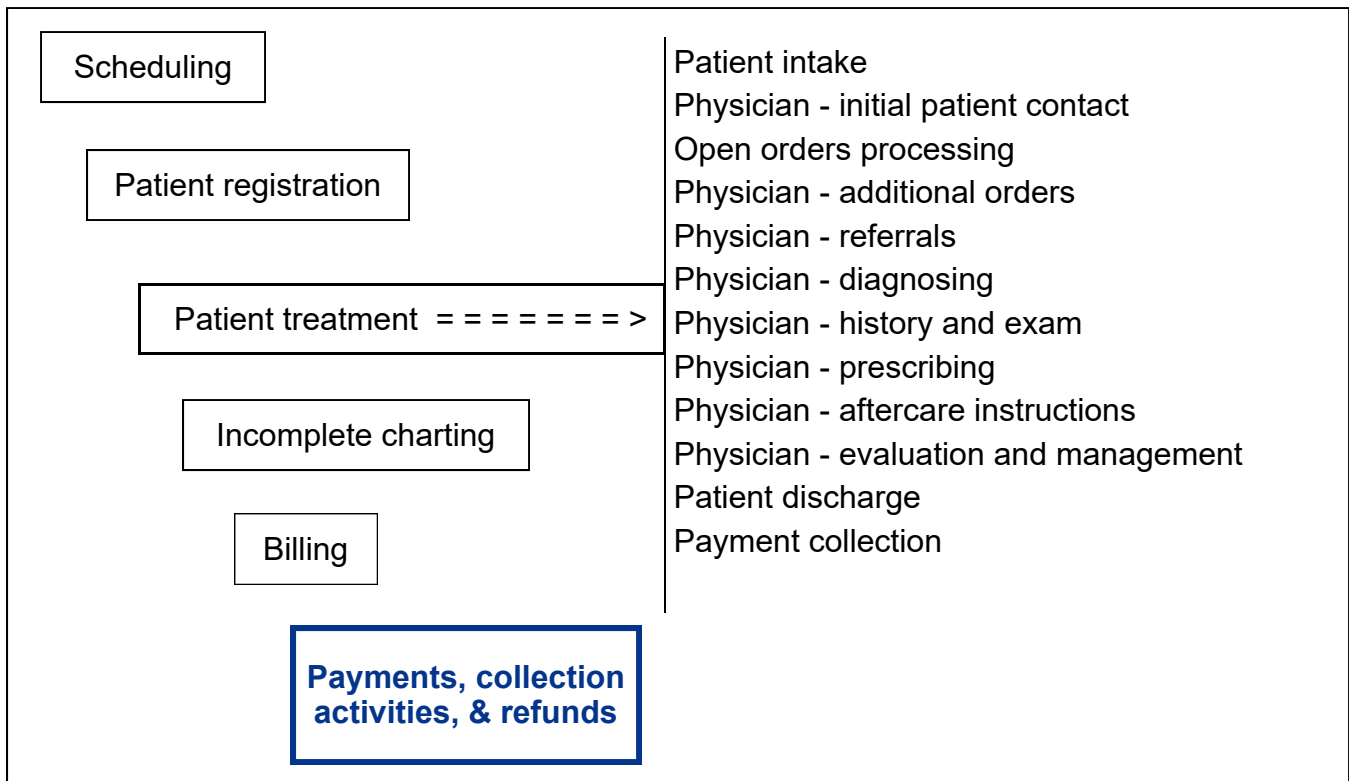 Scheduling
Patient registration
Patient treatment = = = = = = = >
Incomplete charting
Billing
Payments, collection
activities, & refunds
Patient intake
Physician - initial patient contact
Open orders processing
Physician - additional orders
Physician - referrals
Physician - diagnosing
Physician - history and exam
Physician - prescribing
Physician - aftercare instructions
Physician - evaluation and management
Patient discharge
Payment collection